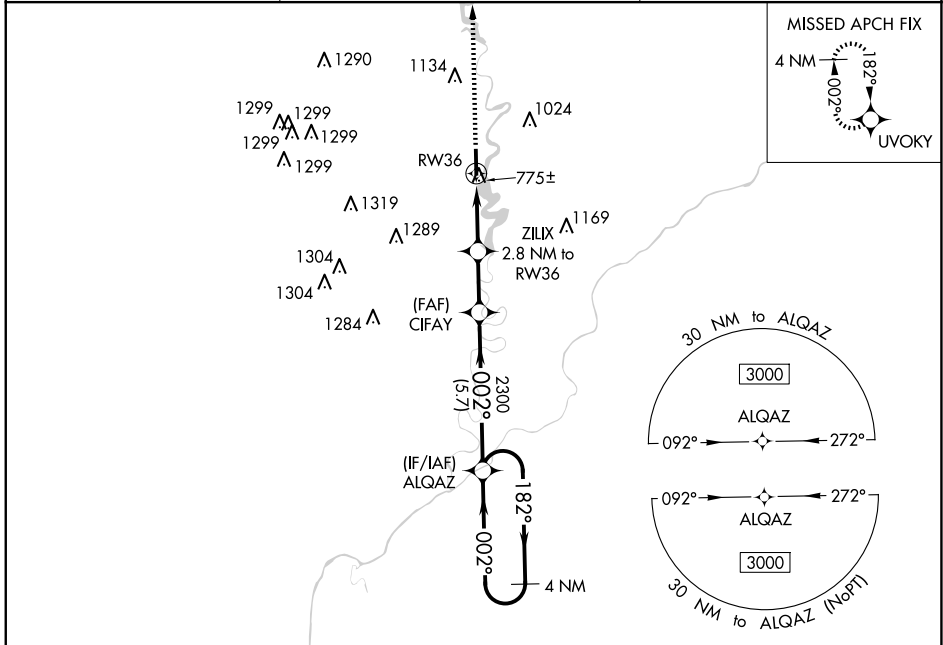 MISSED APCH FIX
4 NM
182°
002°
UVOKY
1290
1134
1299
1299
1299
1299
1299
1024
RW36
775±
1319
1289
1169
ZILIX
2.8 NM to
RW36
1304
1304
(FAF)
CIFAY
1284
2300
002°
(5.7)
(IF/IAF)
ALQAZ
182°
002°
4 NM
30 NM to ALQAZ
3000
ALQAZ
092°
272°
092°
272°
ALQAZ
3000
30 NM to ALQAZ (NoPT)